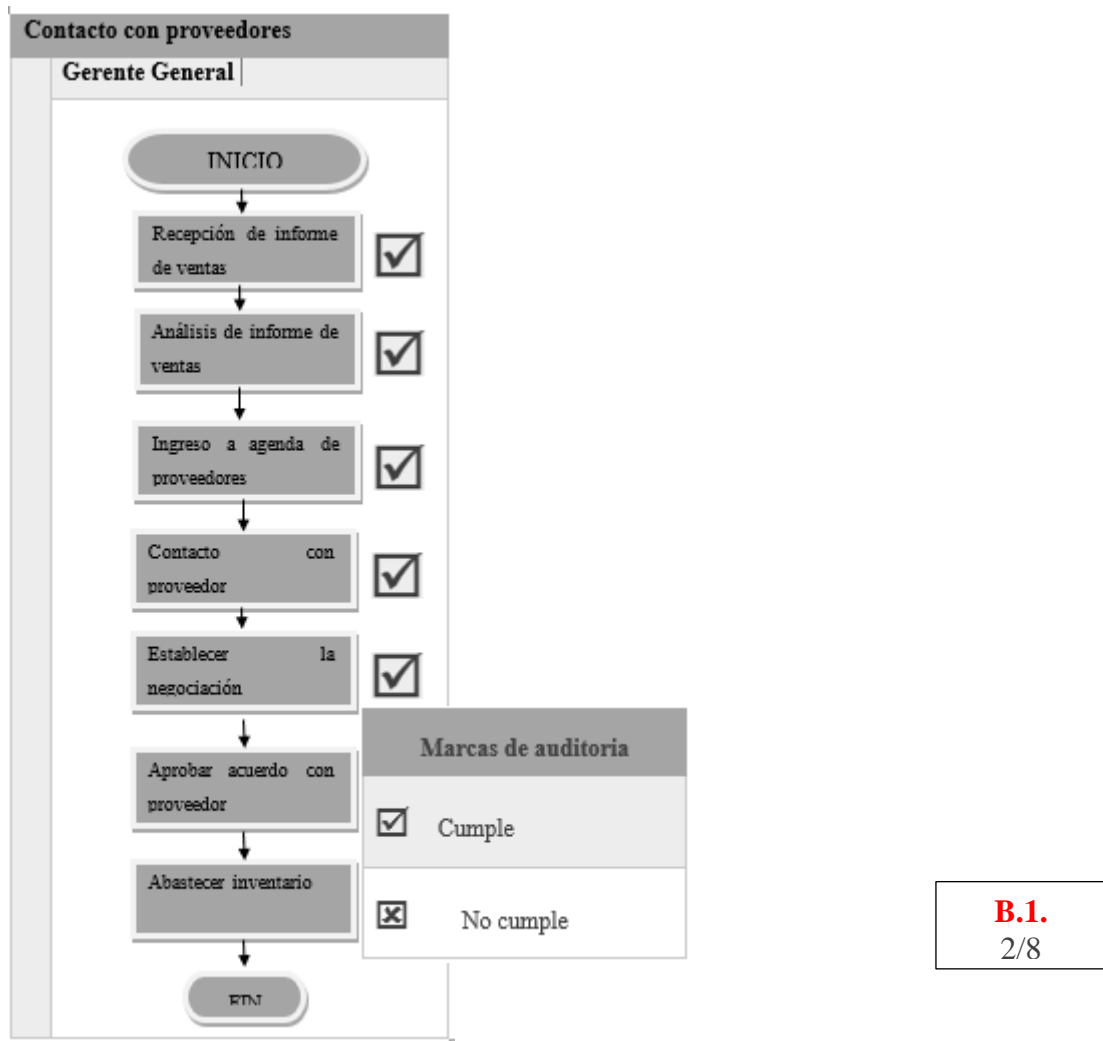 Contacto con proveedores
Gerente General
INICIO
Recepción de informe
de ventas
Análisis de informe de
ventas
Ingreso a agenda de
proveedores
Contacto con
proveedor
Establecer la
negociación
Aprobar acuerdo con
proveedor
Abastecer inventario
FIN
Marcas de auditoria
Cumple
No cumple
B.1.
2/8